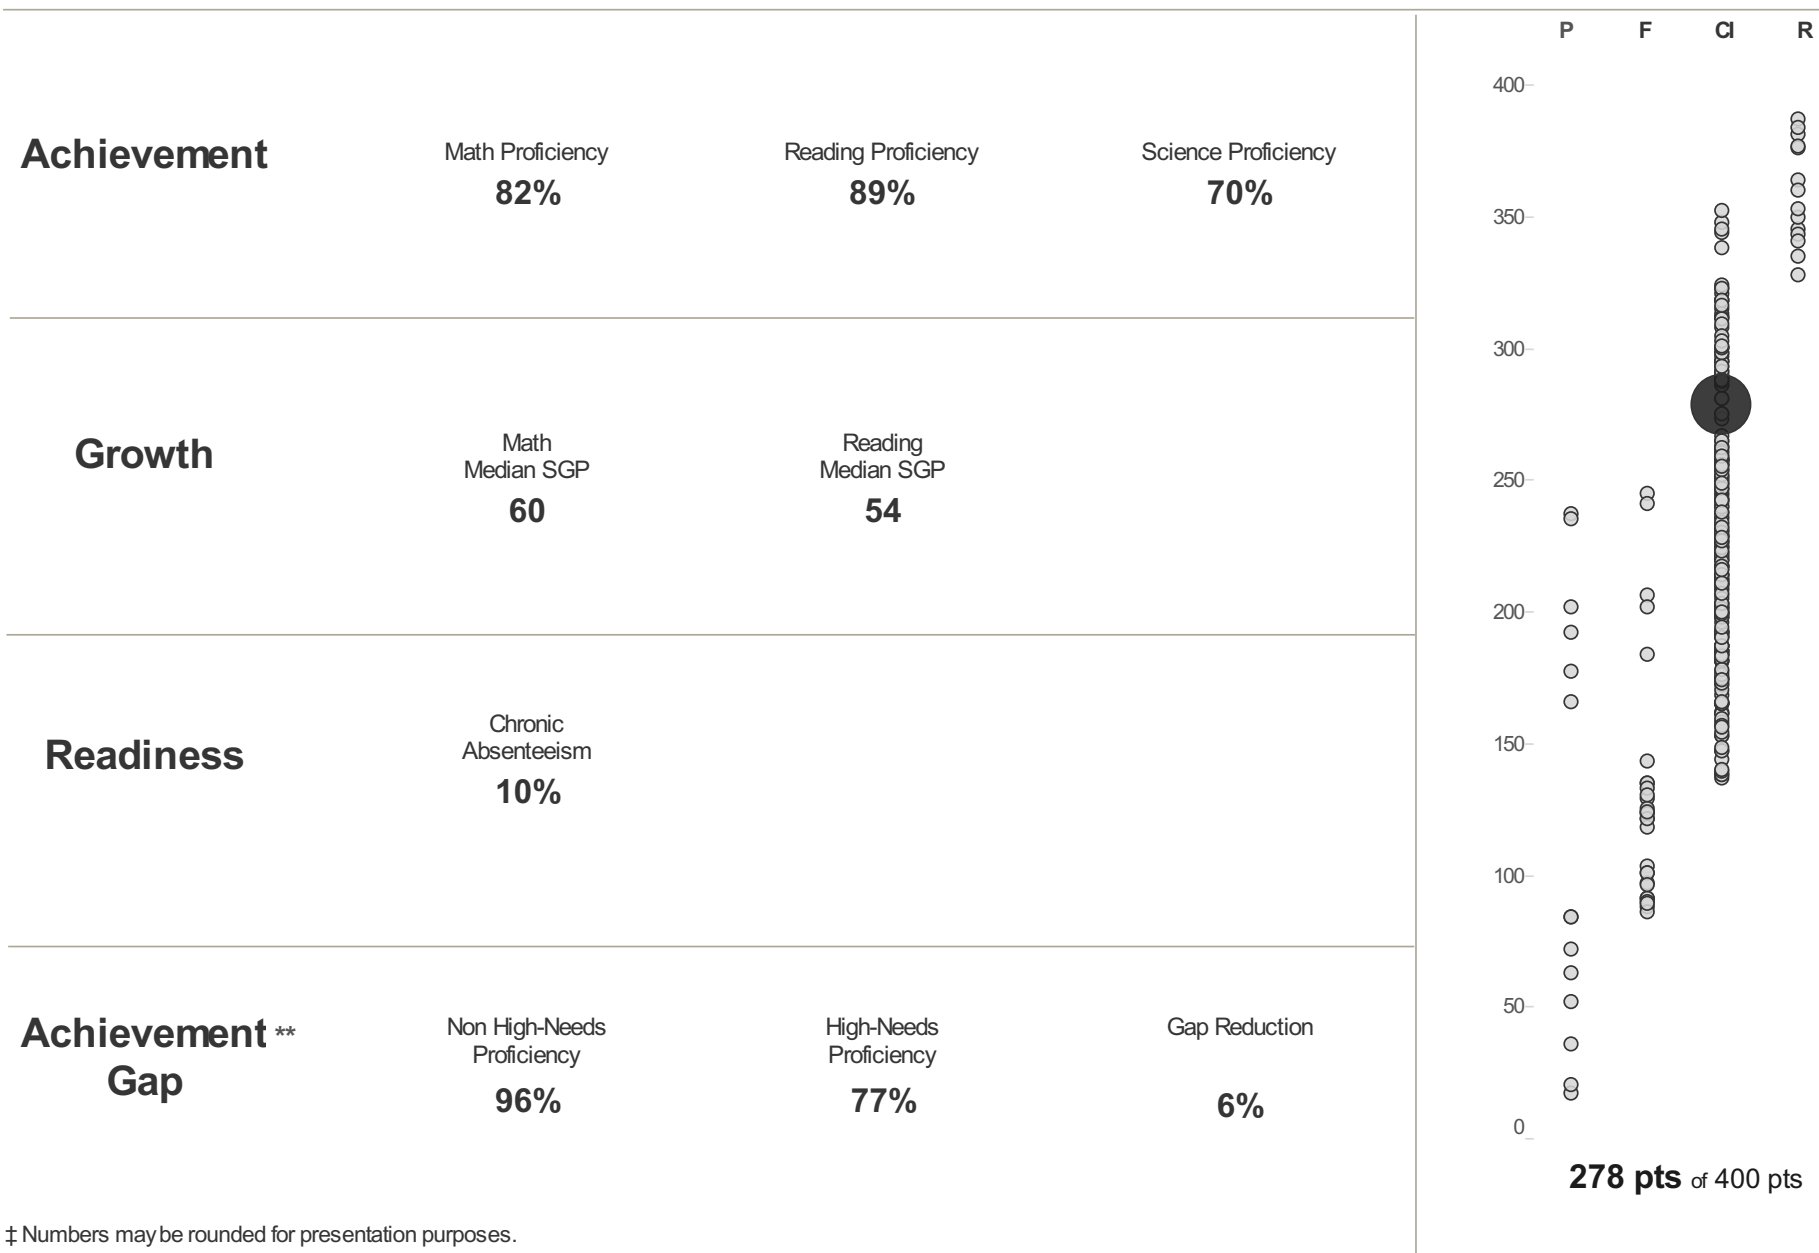 Achievement
Math Proficiency
82%
Reading Proficiency
89%
Science Proficiency
70%
Growth
Math
Median SGP
60
Reading
Median SGP
54
Readiness
Chronic
Absenteeism
10%
Achievement **
Gap
Non High-Needs
Proficiency
96%
High-Needs
Proficiency
77%
Gap Reduction
6%
‡ Numbers may be rounded for presentation purposes.
P F CI R
400
350
300
250
200
150
100
50
0
278 pts of 400 pts